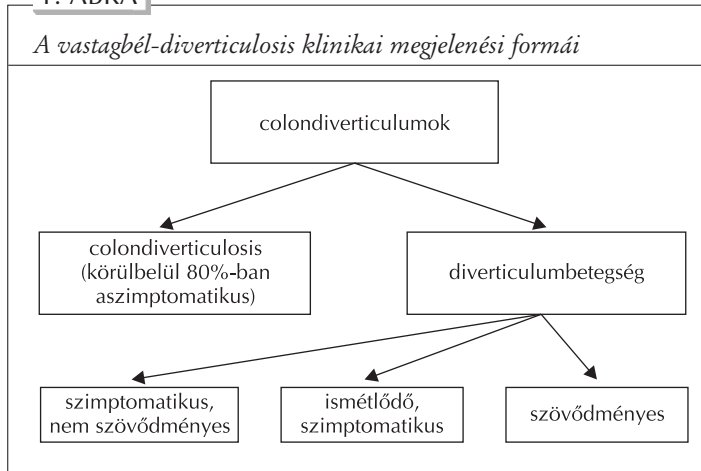 1. ÁBRA
A vastagbél-diverticulosis klinikai megjelenési formái
colondiverticulumok
colondiverticulosis
(körülbelül 80%-ban
aszimptomatikus)
diverticulumbetegség
szimptomatikus,
nem szövődményes
ismétlődő,
szimptomatikus
szövődményes